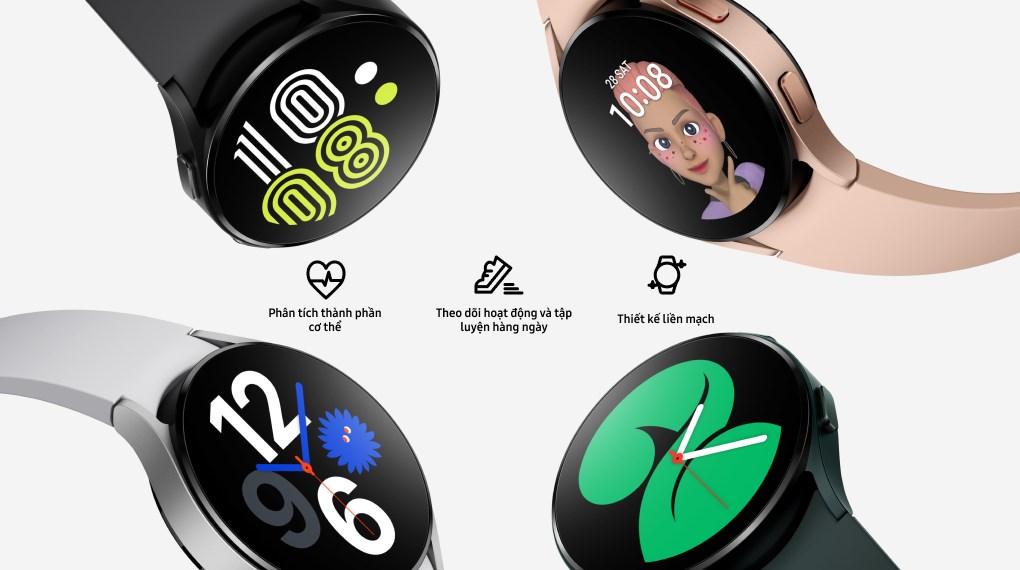 10
08
28 SAT
10:08
Phân tích thành phần
cơ thể
Theo dõi hoạt động và tập
luyện hàng ngày
Thiết kế liền mạch
12
9
6